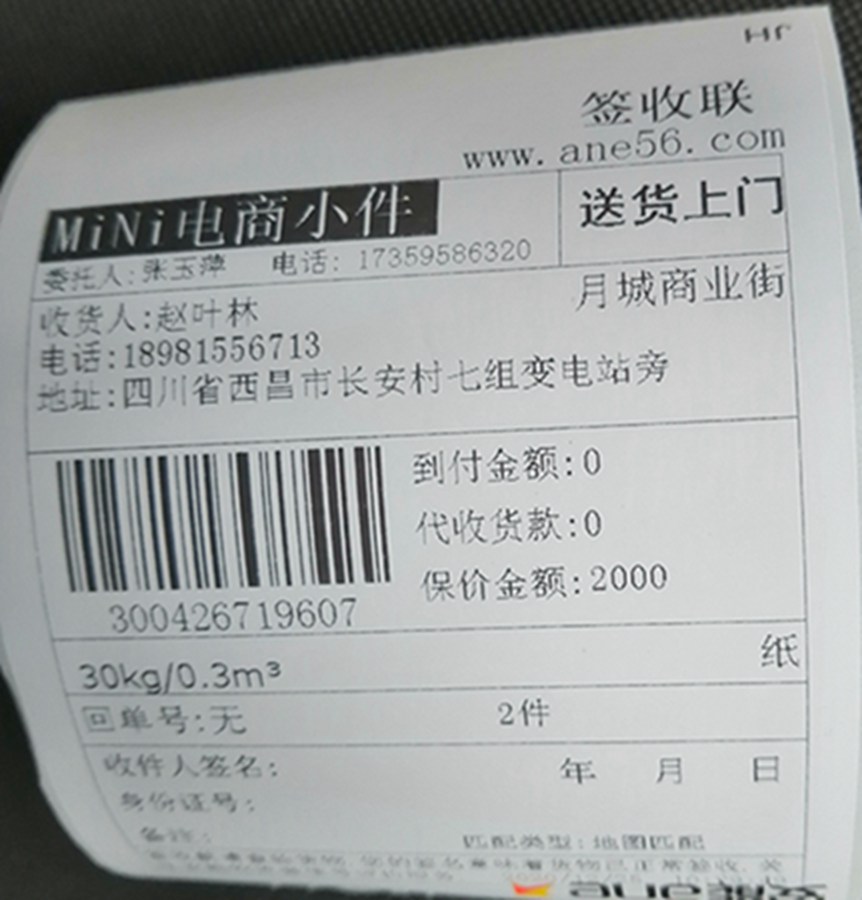 签收联
www.ane56.com
MiNi电商小件
送货上门
委托人:张玉萍 电话: 17359586320
月城商业街
收货人:赵叶林
电话:18981556713
地址:四川省西昌市长安村七组变电站旁
到付金额:0
代收货款:0
保价金额:2000
300426719607
纸
30kg/0.3m³
回单号:无 2件
收件人签名: 年 月 日
身份证号:
备注:
匹配类型:地图匹配